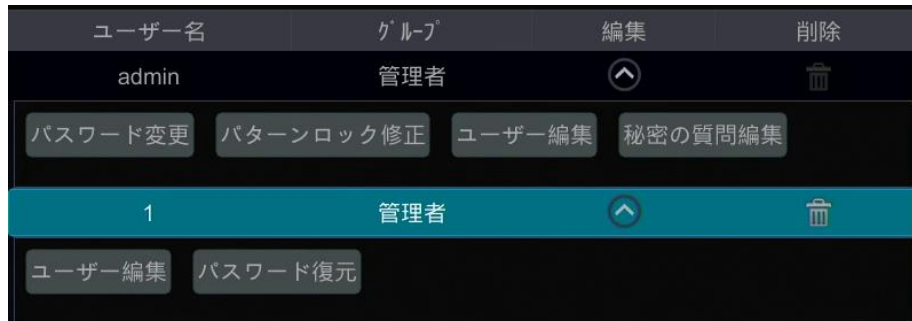 ユーザー名 グループ 編集 削除
admin 管理者
パスワード変更 パターンロック修正 ユーザー編集 秘密の質問編集
1 管理者
ユーザー編集 パスワード復元